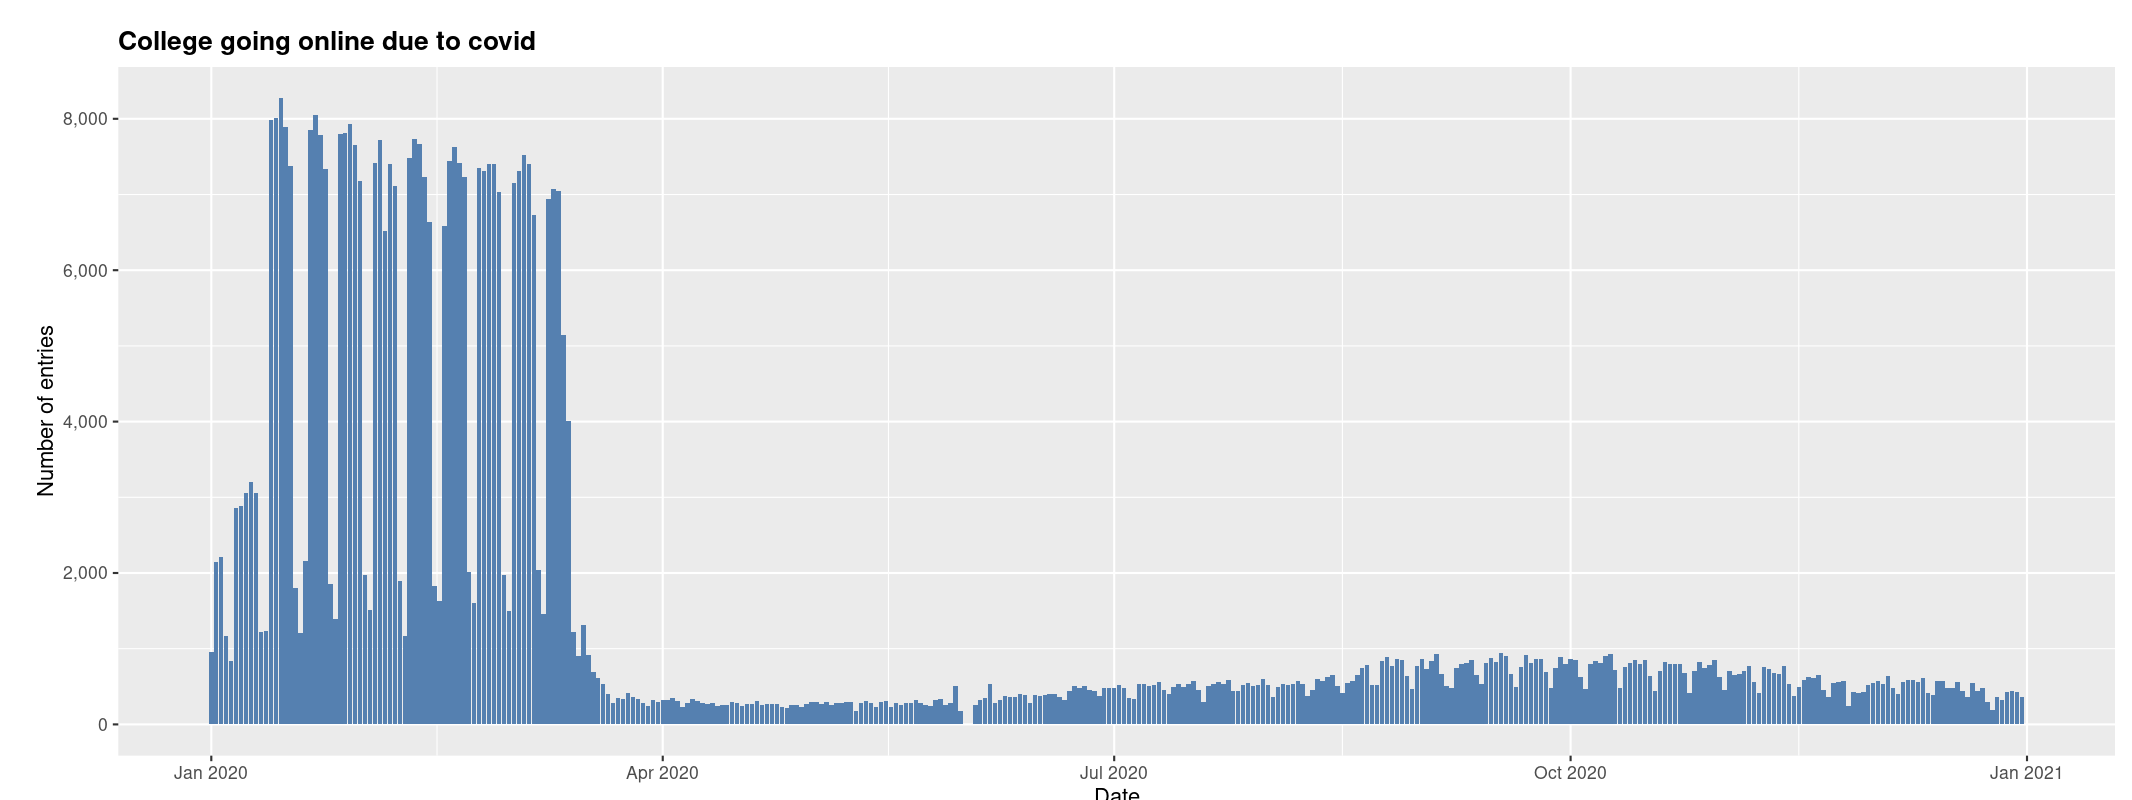 College going online due to covid
Number of entries
8,000
6,000
4,000
2,000
0
Jan 2020 Apr 2020 Jul 2020 Oct 2020 Jan 2021
Date